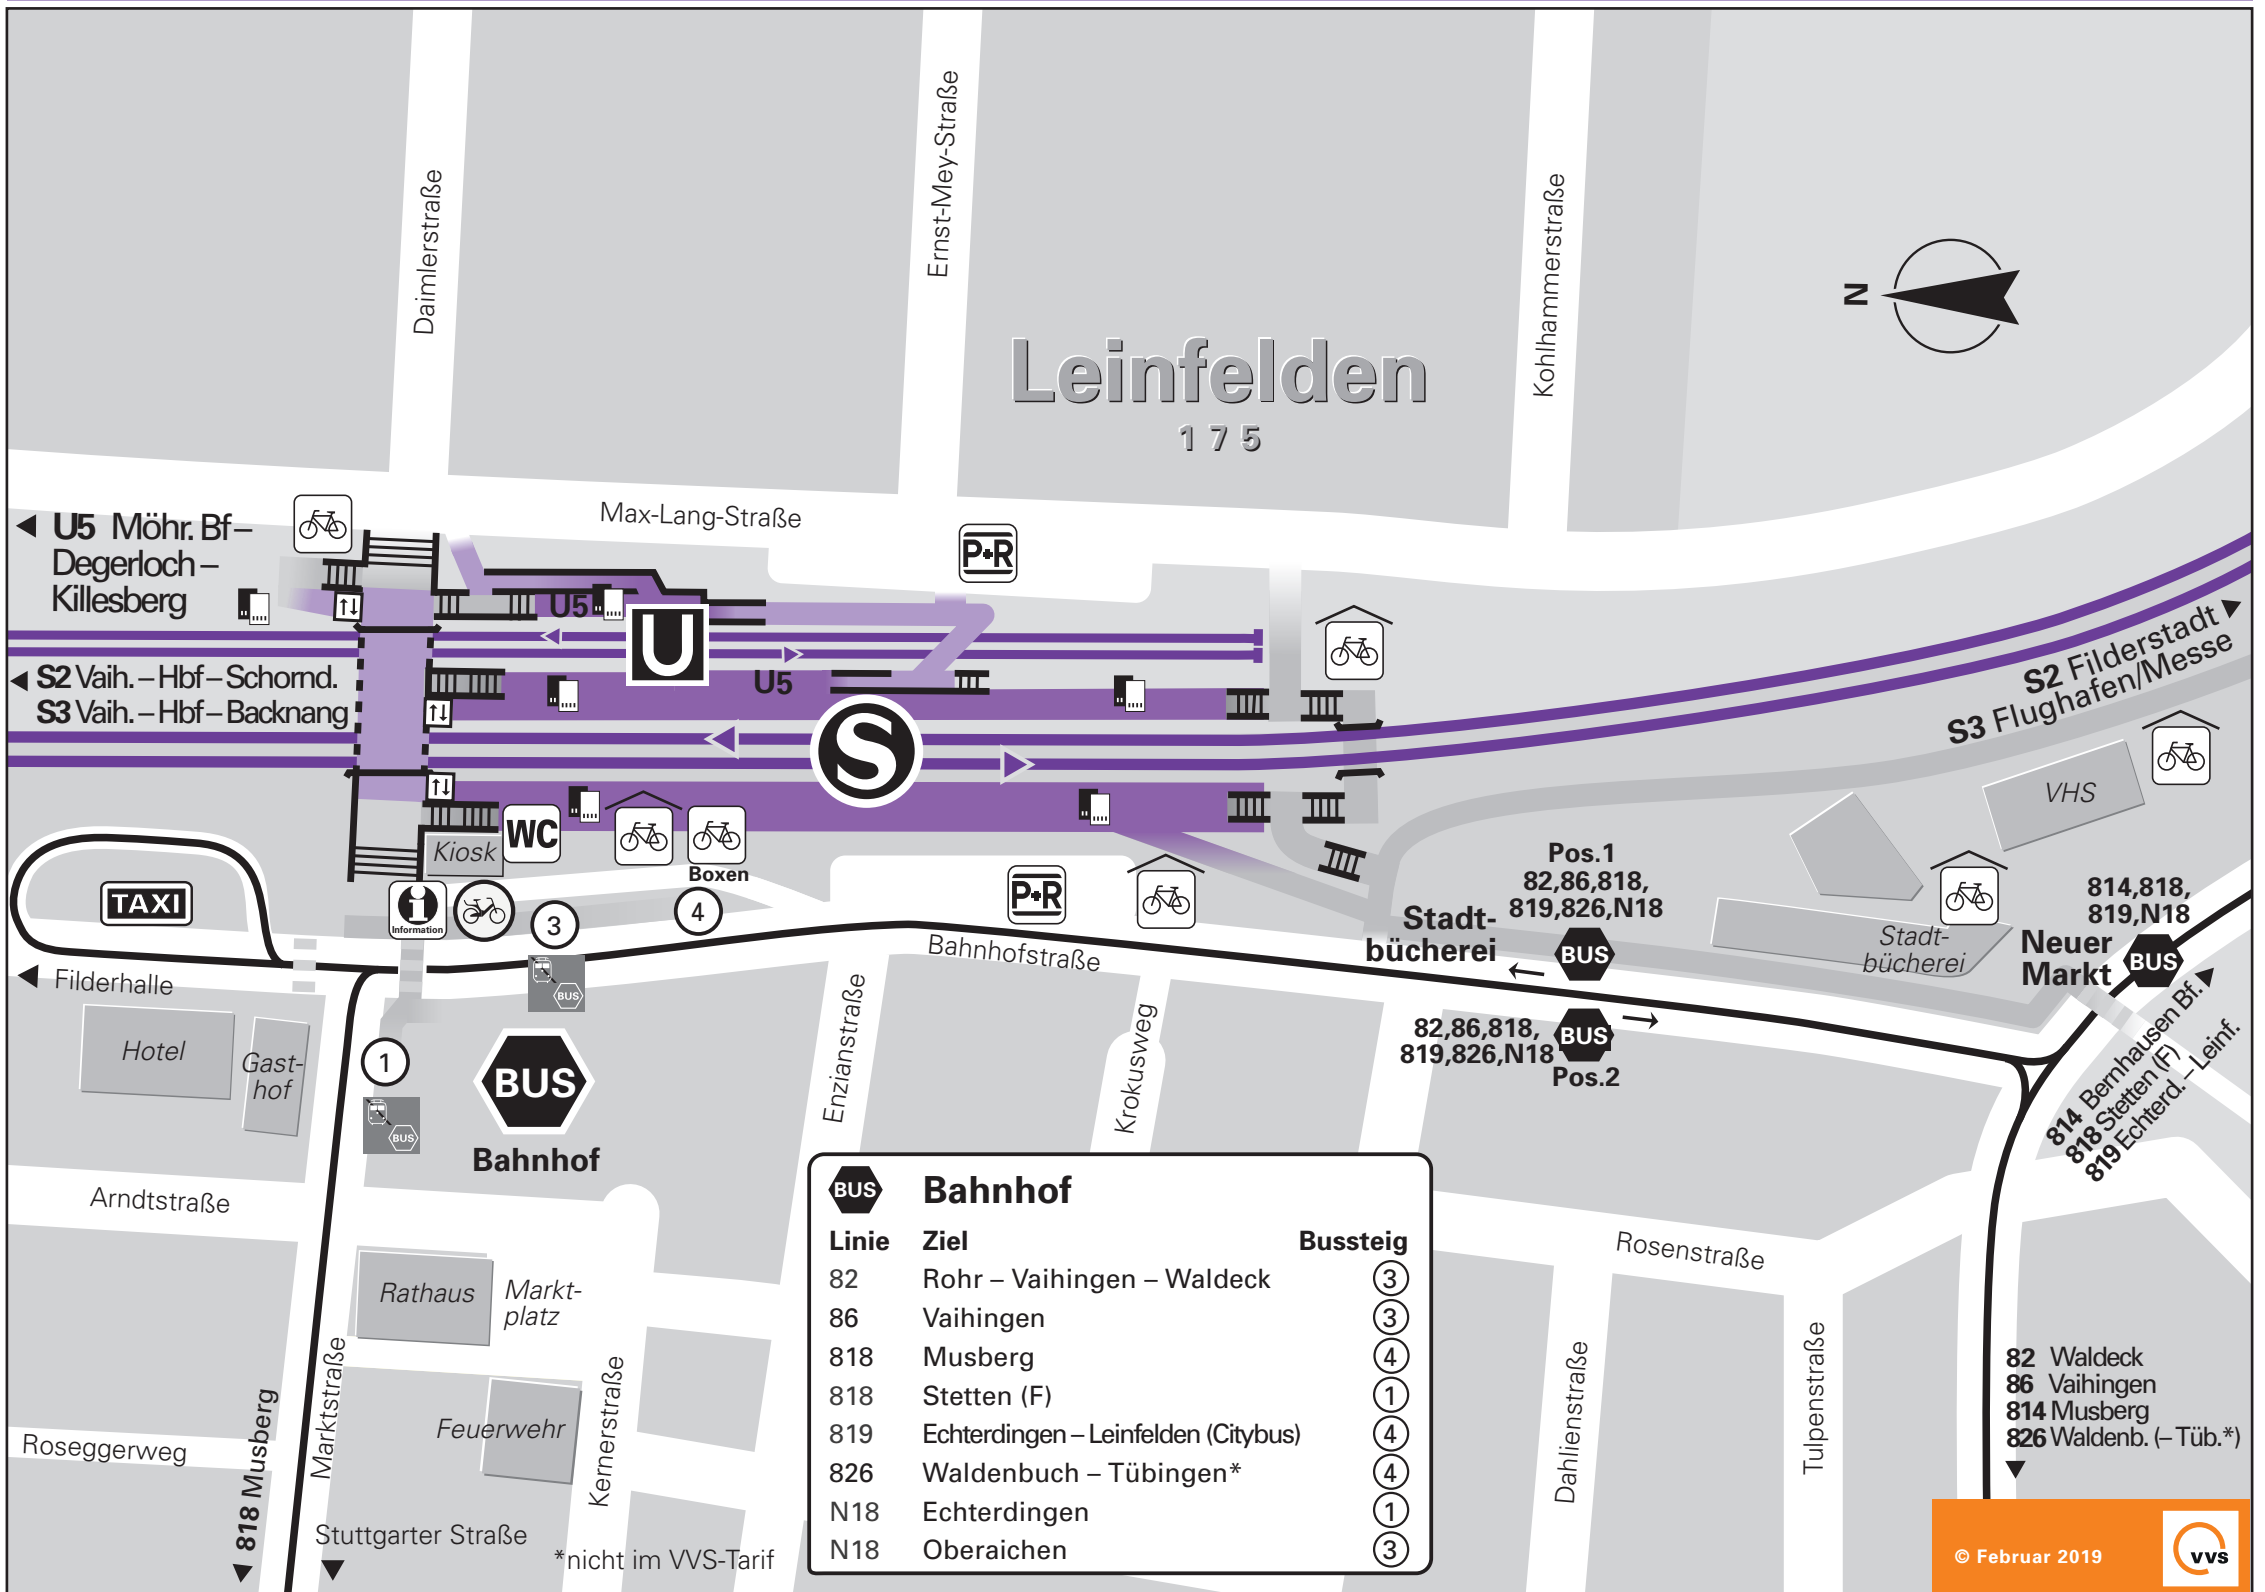 Daimlerstraße
Ernst-Mey-Straße
Kohlhammerstraße
N
Leinfelden
175
Max-Lang-Straße
U5 Möhr. Bf –
Degerloch –
Killesberg
P+R
U5
U
U5
S2 Vaih. – Hbf – Schornd.
S3 Vaih. – Hbf – Backnang
S
S2 Filderstadt
S3 Flughafen/Messe
VHS
WC
Kiosk
Boxen
TAXI
i
Information
3
4
P+R
Pos.1
82,86,818,
819,826,N18
Stadt-
bücherei
BUS
Stadt-
bücherei
814,818,
819,N18
Neuer
Markt
BUS
Filderhalle
Bahnhofstraße
BUS
Hotel
Gast-
hof
1
BUS
BUS
Bahnhof
Enzianstraße
Krokusweg
82,86,818,
819,826,N18
BUS
Pos.2
814 Bernhausen Bf.
818 Stetten (F)
819 Echterd. – Leinf.
Arndtstraße
Rathaus
Markt-
platz
Feuerwehr
Roseggerweg
818 Musberg
Marktstraße
Kernerstraße
Stuttgarter Straße
*nicht im VVS-Tarif
BUS Bahnhof
Linie Ziel Bussteig
82 Rohr – Vaihingen – Waldeck 3
86 Vaihingen 3
818 Musberg 4
818 Stetten (F) 1
819 Echterdingen – Leinfelden (Citybus) 4
826 Waldenbuch – Tübingen* 4
N18 Echterdingen 1
N18 Oberaichen 3
Rosenstraße
Dahlienstraße
Tulpenstraße
82 Waldeck
86 Vaihingen
814 Musberg
826 Waldenb. (– Tüb.*)
© Februar 2019
vvs